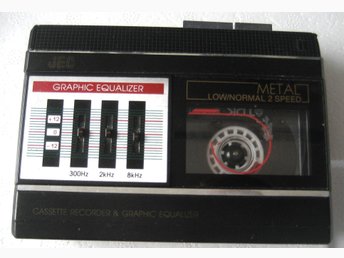 JEC
GRAPHIC EQUALIZER
METAL
LOW/NORMAL 2 SPEED
+12
0
-12
300Hz 2kHz 8kHz
CASSETTE RECORDER & GRAPHIC EQUALIZER